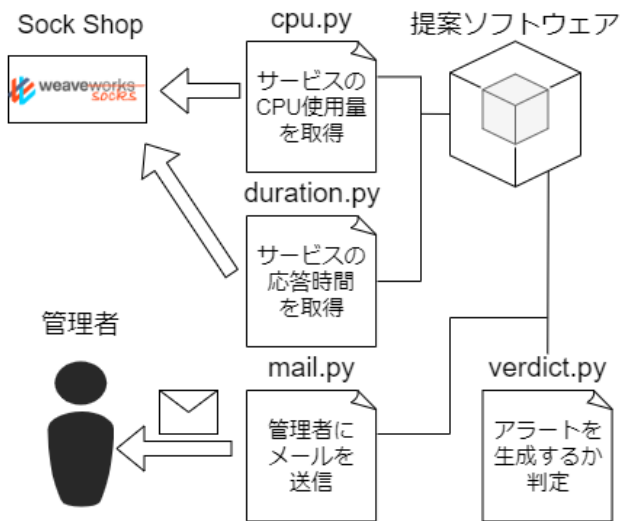 Sock Shop
cpu.py
提案ソフトウェア
weaveworks
SOCKS
サービスの
CPU使用量
を取得
duration.py
サービスの
応答時間
を取得
管理者
mail.py
verdict.py
管理者に
メールを
送信
アラートを
生成するか
判定